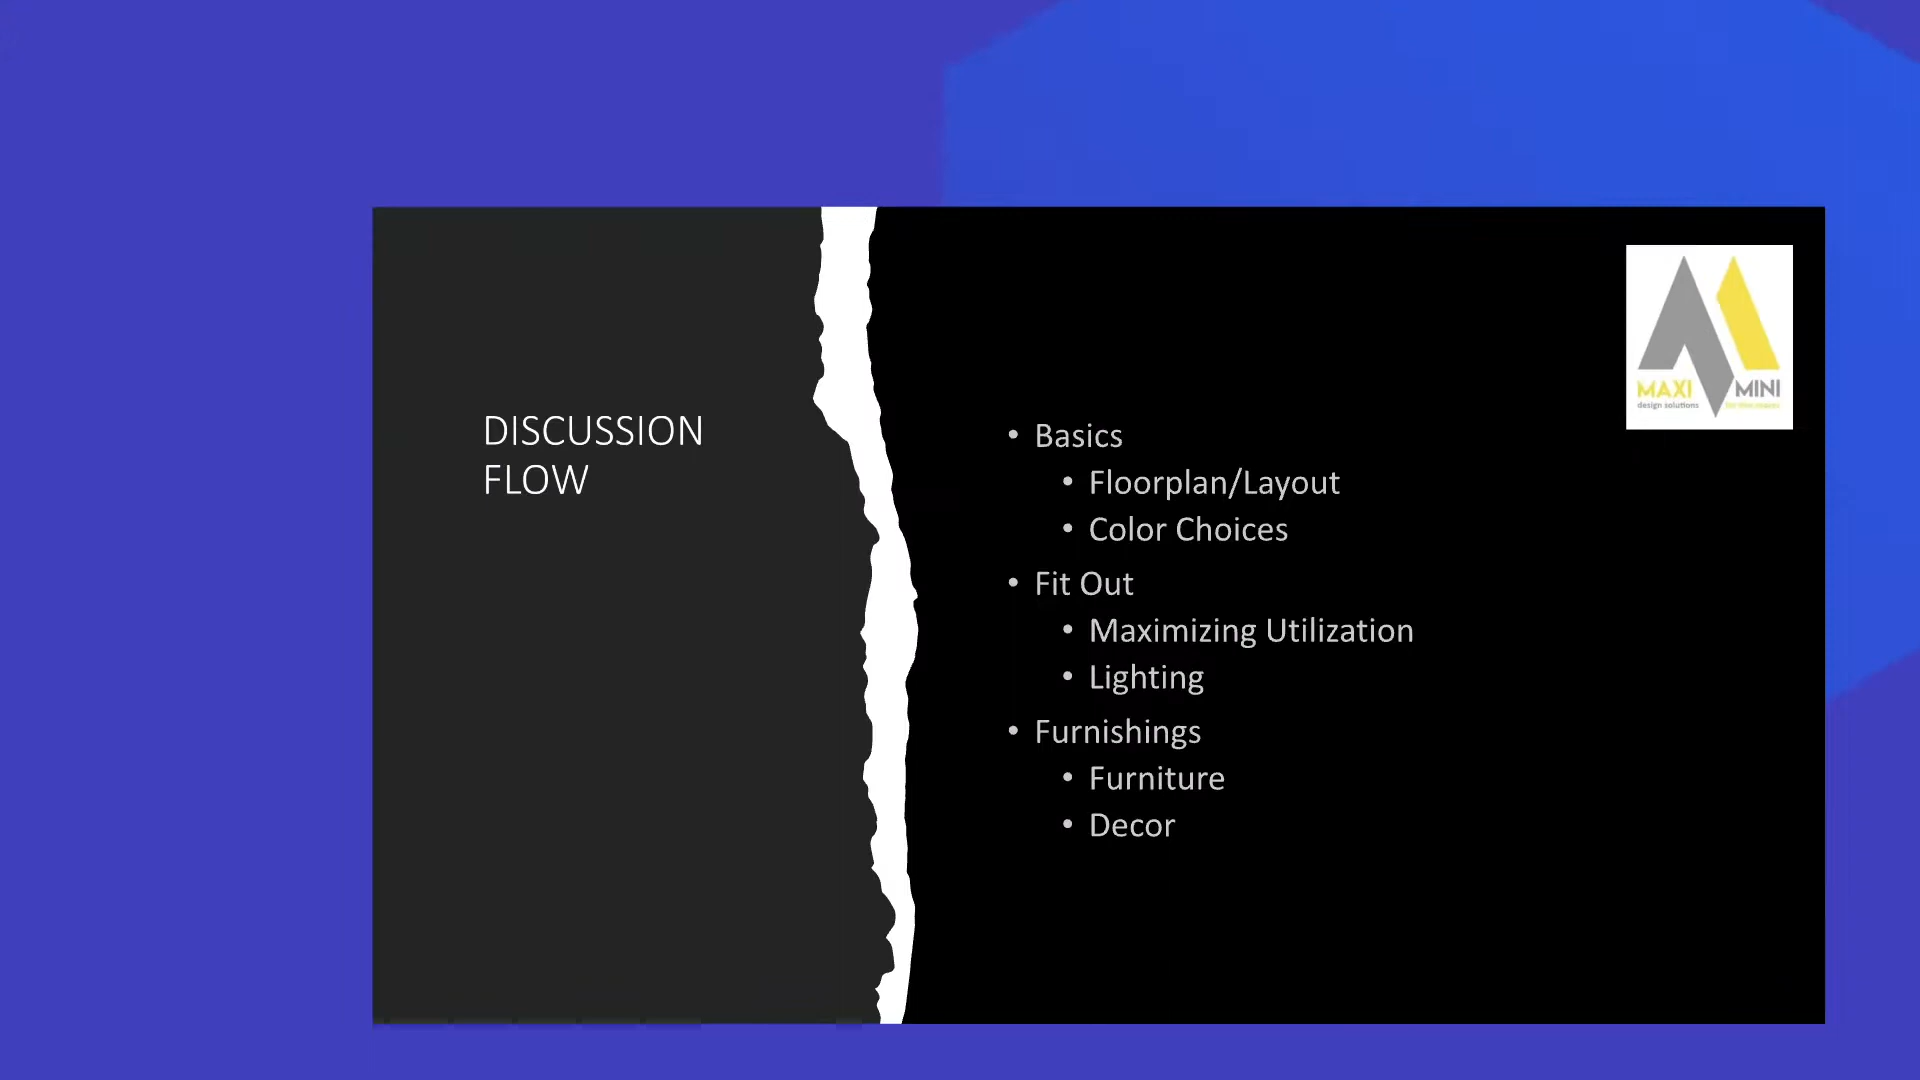 DISCUSSION
FLOW
• Basics
• Floorplan/Layout
• Color Choices
• Fit Out
• Maximizing Utilization
• Lighting
• Furnishings
• Furniture
• Decor
MAXI MINI
design solutions